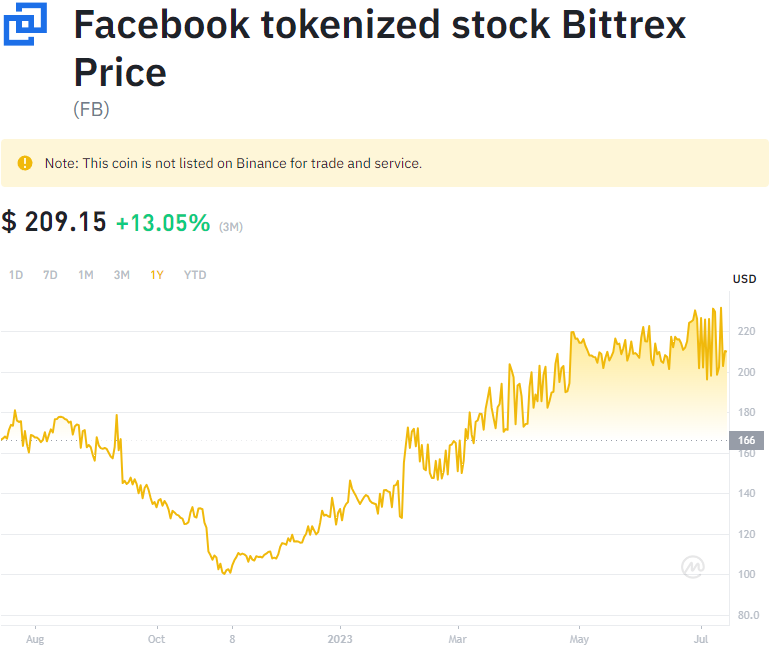 Facebook tokenized stock Bittrex
Price
(FB)
Note: This coin is not listed on Binance for trade and service.
$ 209.15 +13.05% (3M)
1D 7D 1M 3M 1Y YTD
USD
220
200
180
166
160
140
120
100
80.0
Aug Oct 8 2023 Mar May Jul